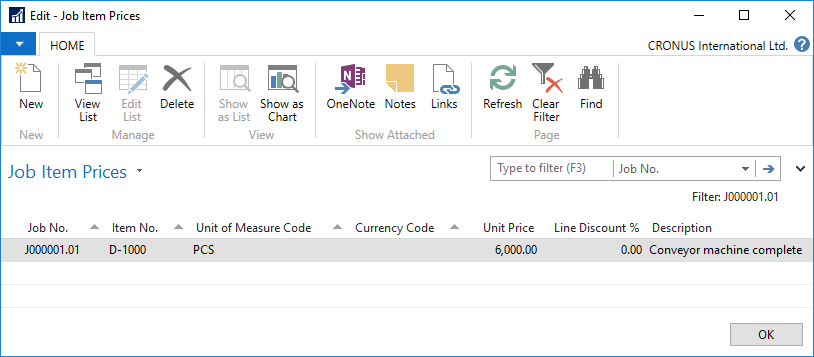 Edit - Job Item Prices
HOME
CRONUS International Ltd.
New
View List
Edit List
Delete
Show as List
Show as Chart
OneNote
Notes
Links
Refresh
Clear Filter
Find
New
Manage
View
Show Attached
Page
Job Item Prices
Type to filter (F3)
Job No.
Filter: J000001.01
Job No. Item No. Unit of Measure Code Currency Code Unit Price Line Discount % Description
J000001.01 D-1000 PCS 6,000.00 0.00 Conveyor machine complete
OK